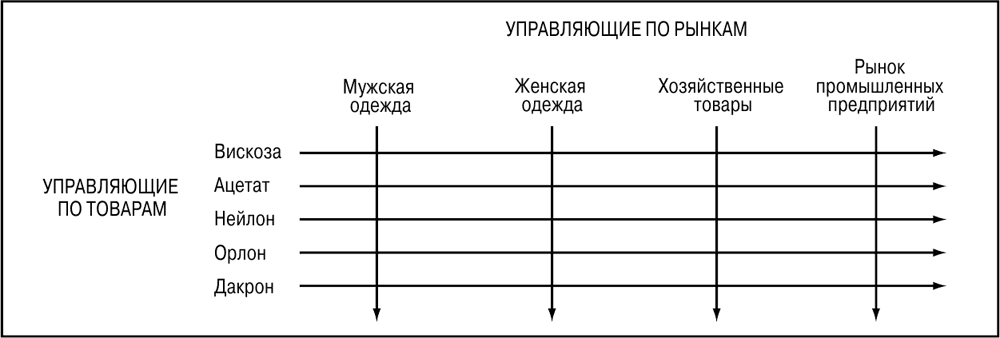 УПРАВЛЯЮЩИЕ ПО РЫНКАМ
Мужская
одежда
Женская
одежда
Хозяйственные
товары
Рынок
промышленных
предприятий
УПРАВЛЯЮЩИЕ
ПО ТОВАРАМ
Вискоза
Ацетат
Нейлон
Орлон
Дакрон